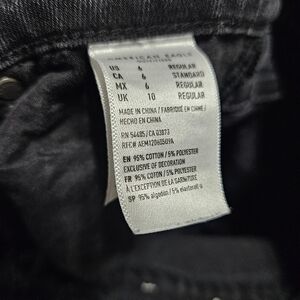 AMERICAN EAGLE
OUTFITTERS
US 6 REGULAR
CA 6 STANDARD
MX 6 REGULAR
UK 10 REGULAR
MADE IN CHINA / FABRIQUÉ EN CHINE /
HECHO EN CHINA
RN 54485/CA 03873
EN 95% COTTON / 5% POLYESTER
EXCLUSIVE OF DECORATION
FR 95% COTON / 5% POLYESTER
À L'EXCEPTION DE LA GARNITURE
SP 95% algodón / 5%